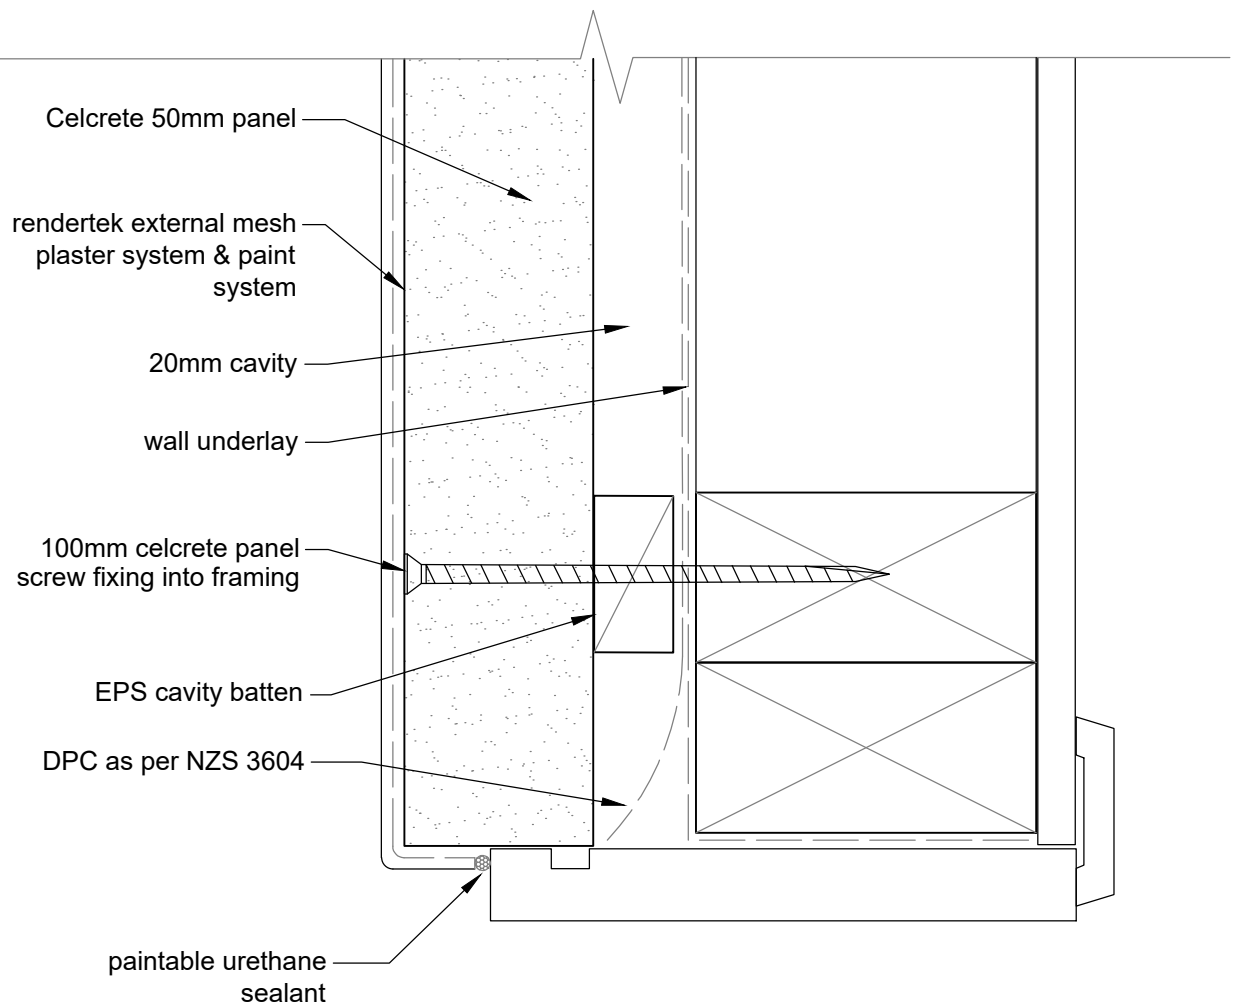 Celcrete 50mm panel
rendertek external mesh
plaster system & paint
system
20mm cavity
wall underlay
100mm celcrete panel
screw fixing into framing
EPS cavity batten
DPC as per NZS 3604
paintable urethane
sealant